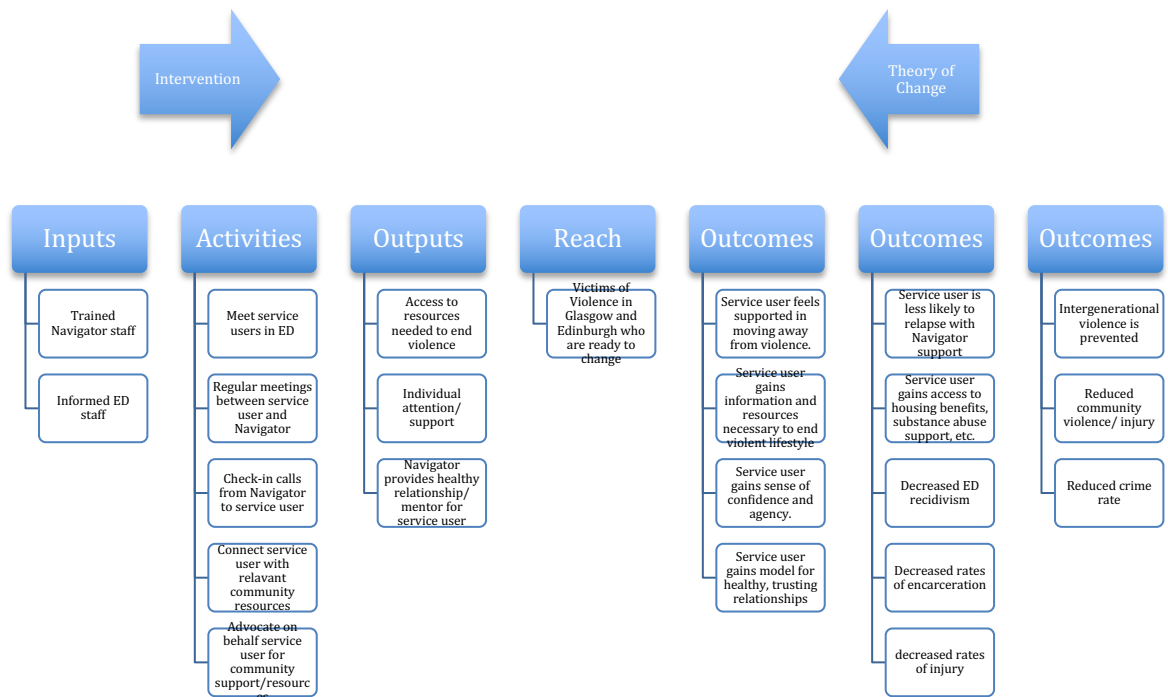 Intervention
Theory of
Change
Inputs
Trained
Navigator staff
Informed ED
staff
Activities
Meet service
users in ED
Regular meetings
between service
user and
Navigator
Check-in calls
from Navigator
to service user
Connect service
user with
relavant
community
resources
Advocate on
behalf service
user for
community
support/resourc
es
Outputs
Access to
resources
needed to end
violence
Individual
attention/
support
Navigator
provides healthy
relationship/
mentor for
service user
Reach
Victims of
Violence in
Glasgow and
Edinburgh who
are ready to
change
Outcomes
Service user feels
supported in
moving away
from violence.
Service user
gains
information and
resources
necessary to end
violent lifestyle
Service user
gains sense of
confidence and
agency.
Service user
gains model for
healthy, trusting
relationships
Outcomes
Service user is
less likely to
relapse with
Navigator
support
Service user
gains access to
housing benefits,
substance abuse
support, etc.
Decreased ED
recidivism
Decreased rates
of encarceration
decreased rates
of injury
Outcomes
Intergenerational
violence is
prevented
Reduced
community
violence/ injury
Reduced crime
rate